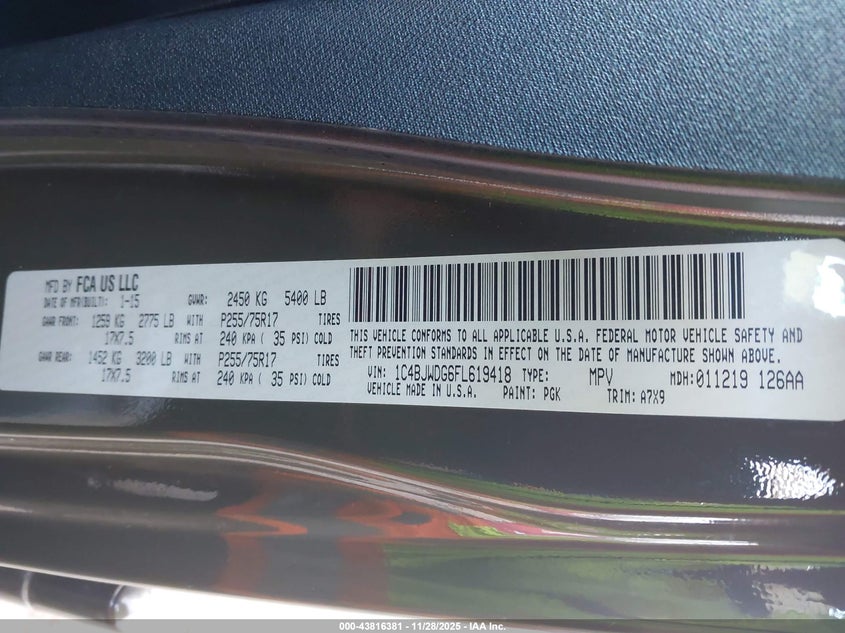 MFD BY FCA US LLC
DATE OF MFR(BUILT): 1-15 GVWR: 2450 KG 5400 LB
GAWR FRONT: 1259 KG 2775 LB WITH P255/75R17 TIRES
17X7.5 RIMS AT 240 KPA ( 35 PSI) COLD
GAWR REAR: 1452 KG 3200 LB WITH P255/75R17 TIRES
17X7.5 RIMS AT 240 KPA ( 35 PSI) COLD
THIS VEHICLE CONFORMS TO ALL APPLICABLE U.S.A. FEDERAL MOTOR VEHICLE SAFETY AND
THEFT PREVENTION STANDARDS IN EFFECT ON THE DATE OF MANUFACTURE SHOWN ABOVE.
VIN: 1C4BJWDG6FL619418 TYPE: MPV MDH:011219 126AA
VEHICLE MADE IN U.S.A. PAINT: PGK TRIM: A7X9
000-43816381 - 11/28/2025 - IAA Inc.